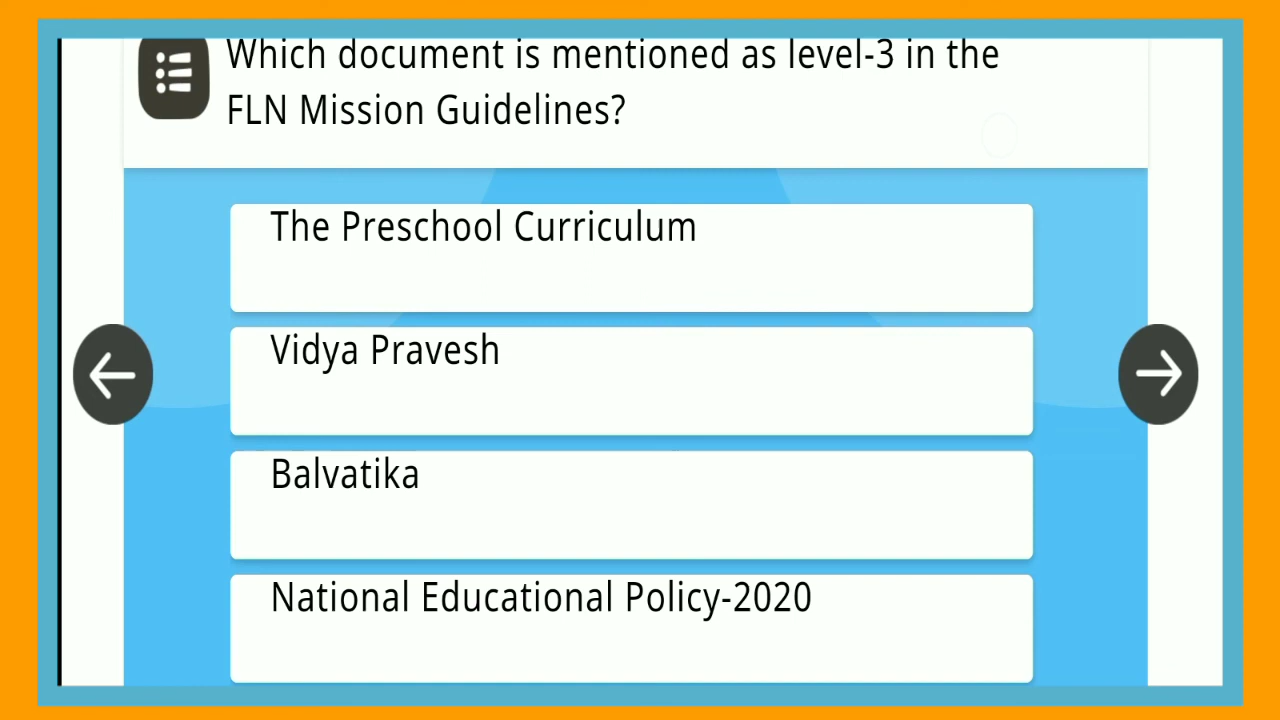 Which document is mentioned as level-3 in the
FLN Mission Guidelines?
The Preschool Curriculum
Vidya Pravesh
Balvatika
National Educational Policy-2020